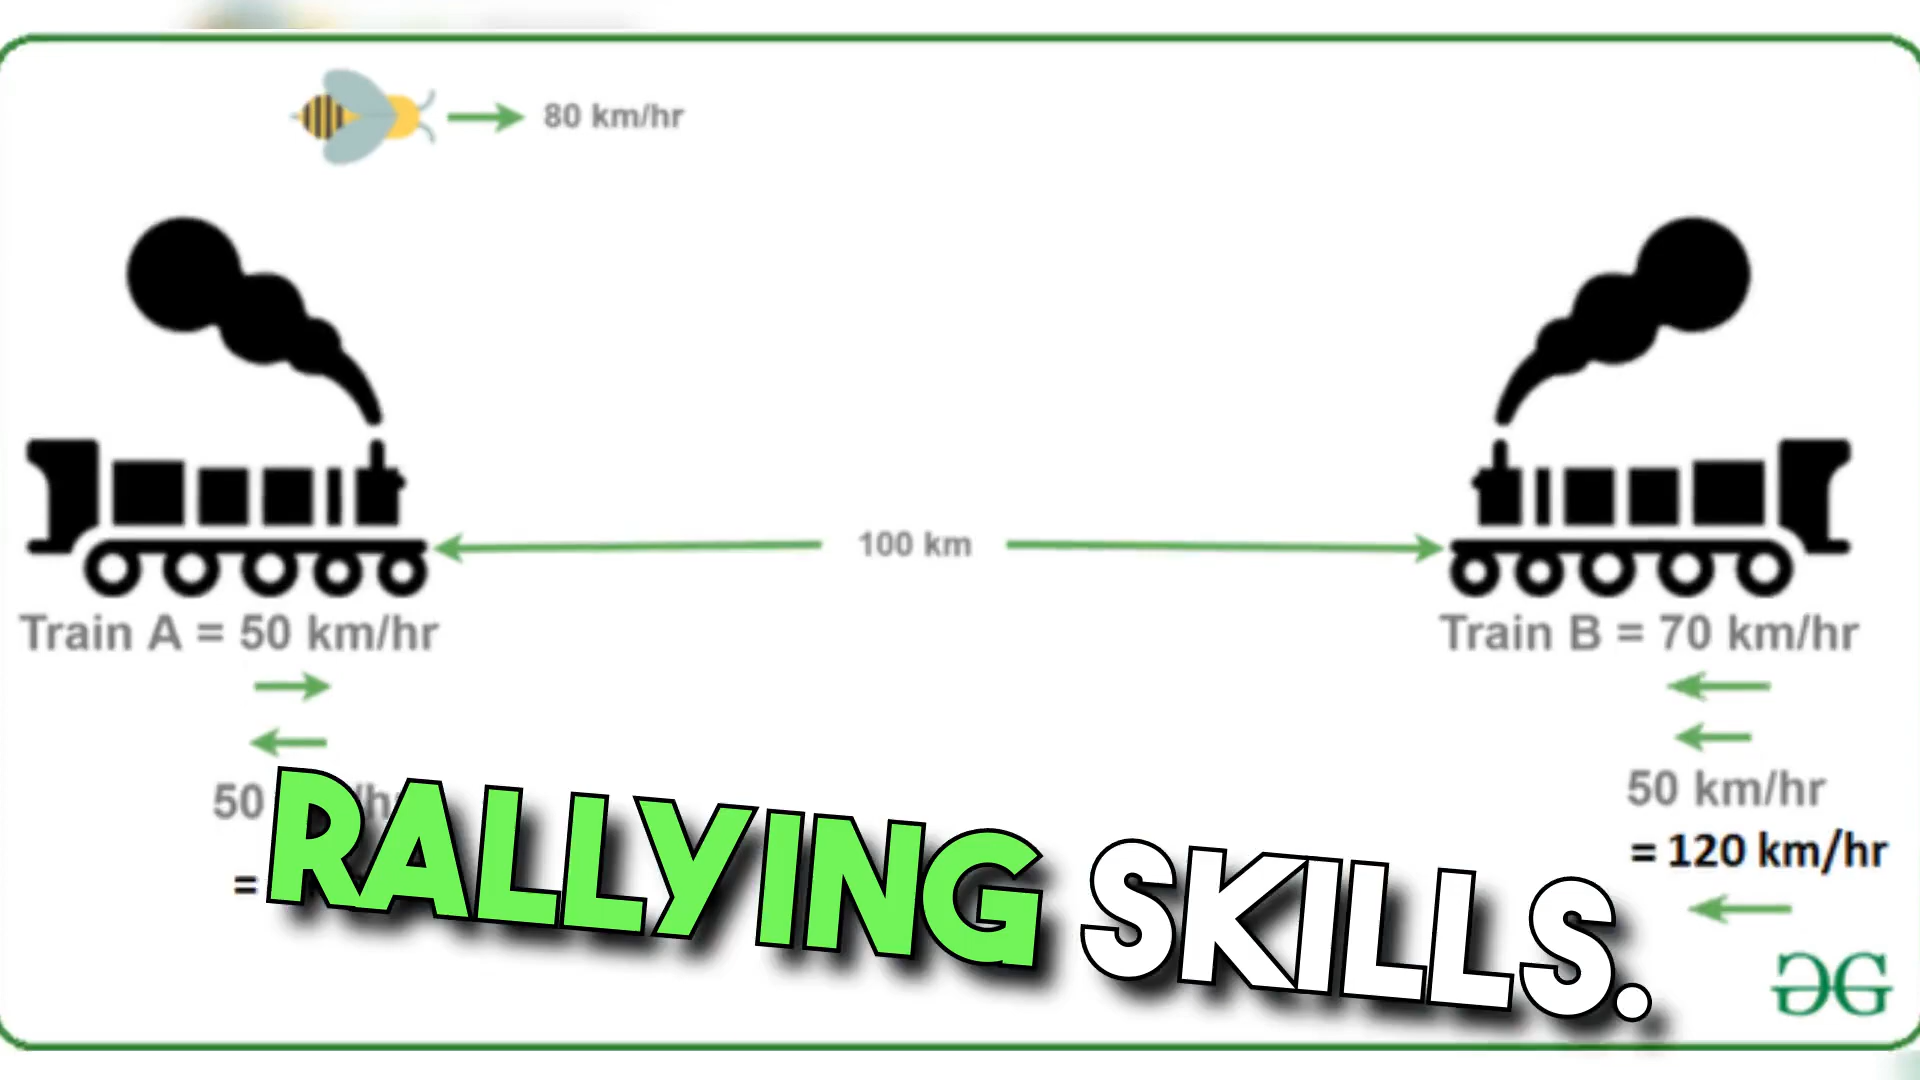 80 km/hr
100 km
Train A = 50 km/hr
Train B = 70 km/hr
50
50 km/hr
= 120 km/hr
=
RALLYING SKILLS.